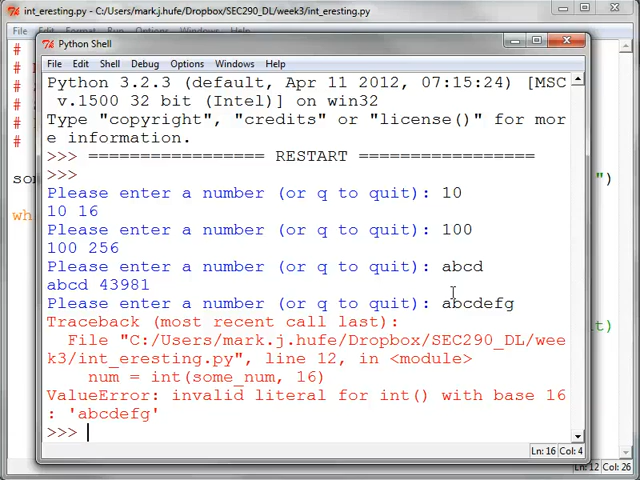 int_eresting.py - C:/Users/mark.j.hufe/Dropbox/SEC290_DL/week3/int_eresting.py
Python Shell
File Edit Shell Debug Options Windows Help
Python 3.2.3 (default, Apr 11 2012, 07:15:24) [MSC
v.1500 32 bit (Intel)] on win32
Type "copyright", "credits" or "license()" for mor
e information.
>>> ================= RESTART =================
>>>
Please enter a number (or q to quit): 10
10 16
Please enter a number (or q to quit): 100
100 256
Please enter a number (or q to quit): abcd
abcd 43981
Please enter a number (or q to quit): abcdefg
Traceback (most recent call last):
File "C:/Users/mark.j.hufe/Dropbox/SEC290_DL/wee
k3/int_eresting.py", line 12, in <module>
num = int(some_num, 16)
ValueError: invalid literal for int() with base 16
: 'abcdefg'
>>>
Ln: 16 Col: 4
Ln: 12 Col: 26